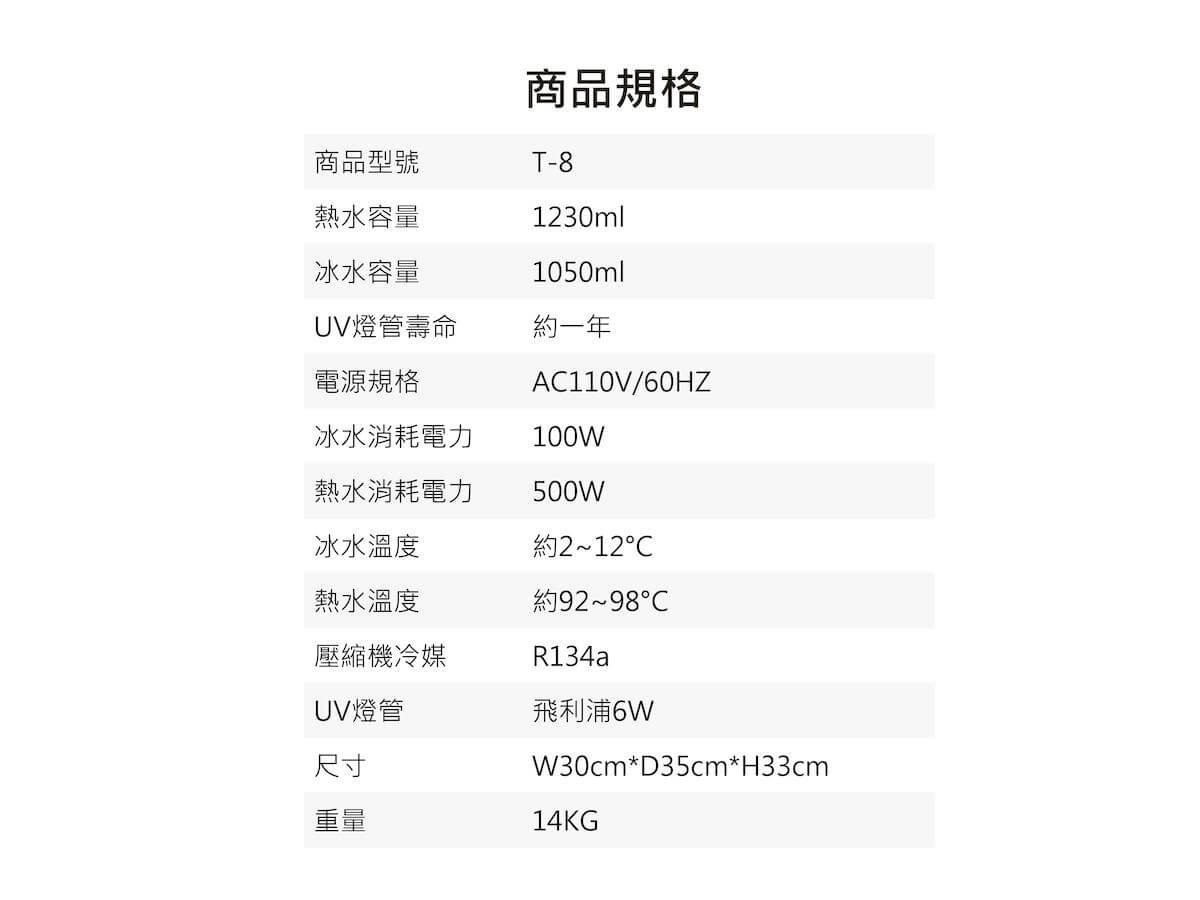 商品規格
商品型號 T-8
熱水容量 1230ml
冰水容量 1050ml
UV燈管壽命 約一年
電源規格 AC110V/60HZ
冰水消耗電力 100W
熱水消耗電力 500W
冰水溫度 約2~12°C
熱水溫度 約92~98°C
壓縮機冷媒 R134a
UV燈管 飛利浦6W
尺寸 W30cm*D35cm*H33cm
重量 14KG